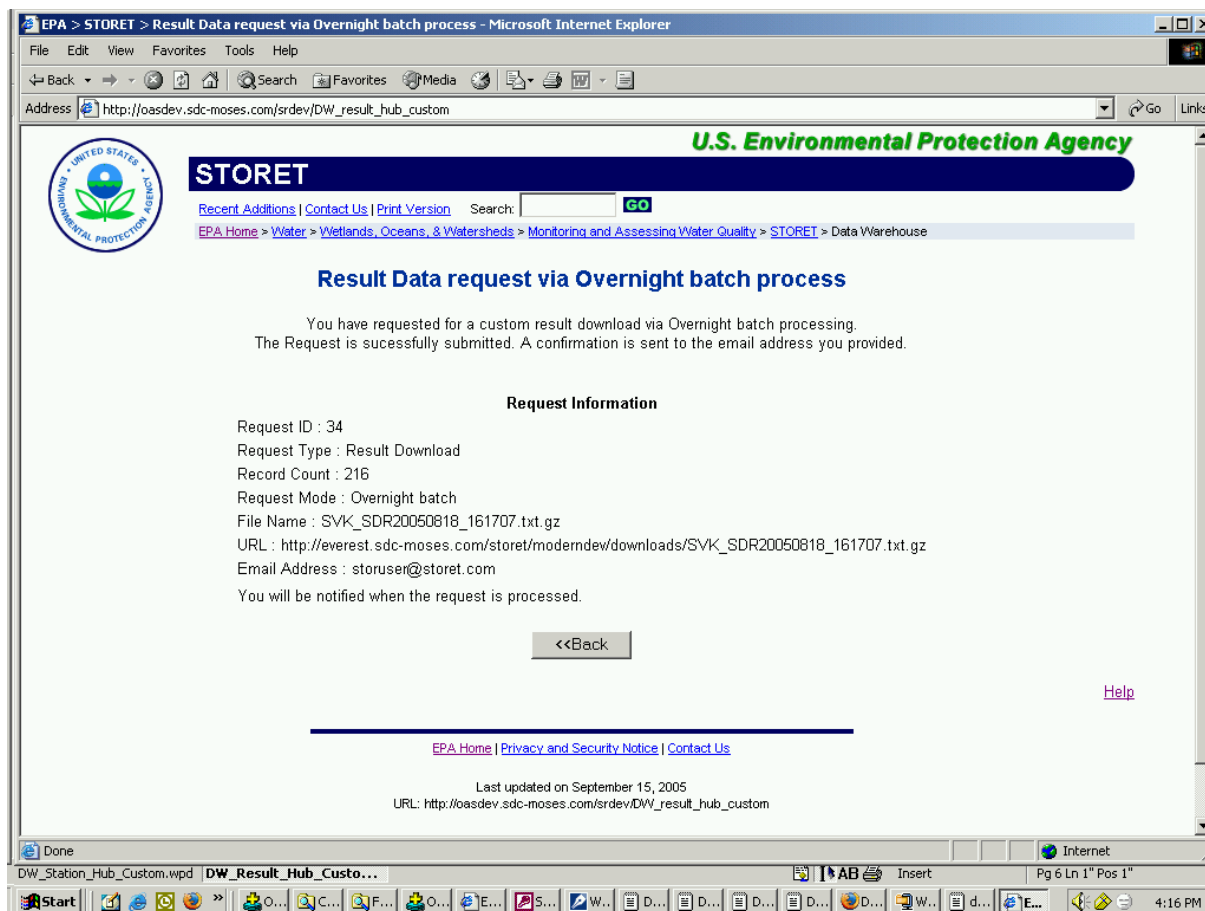 EPA > STORET > Result Data request via Overnight batch process - Microsoft Internet Explorer
File Edit View Favorites Tools Help
Back Search Favorites Media
Address http://oasdev.sdc-moses.com/srdev/DW_result_hub_custom Go Links
UNITED STATES ENVIRONMENTAL PROTECTION AGENCY
U.S. Environmental Protection Agency
STORET
Recent Additions | Contact Us | Print Version Search: GO
EPA Home > Water > Wetlands, Oceans, & Watersheds > Monitoring and Assessing Water Quality > STORET > Data Warehouse
Result Data request via Overnight batch process
You have requested for a custom result download via Overnight batch processing.
The Request is sucessfully submitted. A confirmation is sent to the email address you provided.
Request Information
Request ID : 34
Request Type : Result Download
Record Count : 216
Request Mode : Overnight batch
File Name : SVK_SDR20050818_161707.txt.gz
URL : http://everest.sdc-moses.com/storet/moderndev/downloads/SVK_SDR20050818_161707.txt.gz
Email Address : storuser@storet.com
You will be notified when the request is processed.
<<Back
Help
EPA Home | Privacy and Security Notice | Contact Us
Last updated on September 15, 2005
URL: http://oasdev.sdc-moses.com/srdev/DW_result_hub_custom
Done Internet
DW_Station_Hub_Custom.wpd DW_Result_Hub_Custo... AB Insert Pg 6 Ln 1" Pos 1"
Start » O... C... F... O... E... S... W... D... D... D... D... D... W... d... E... 4:16 PM